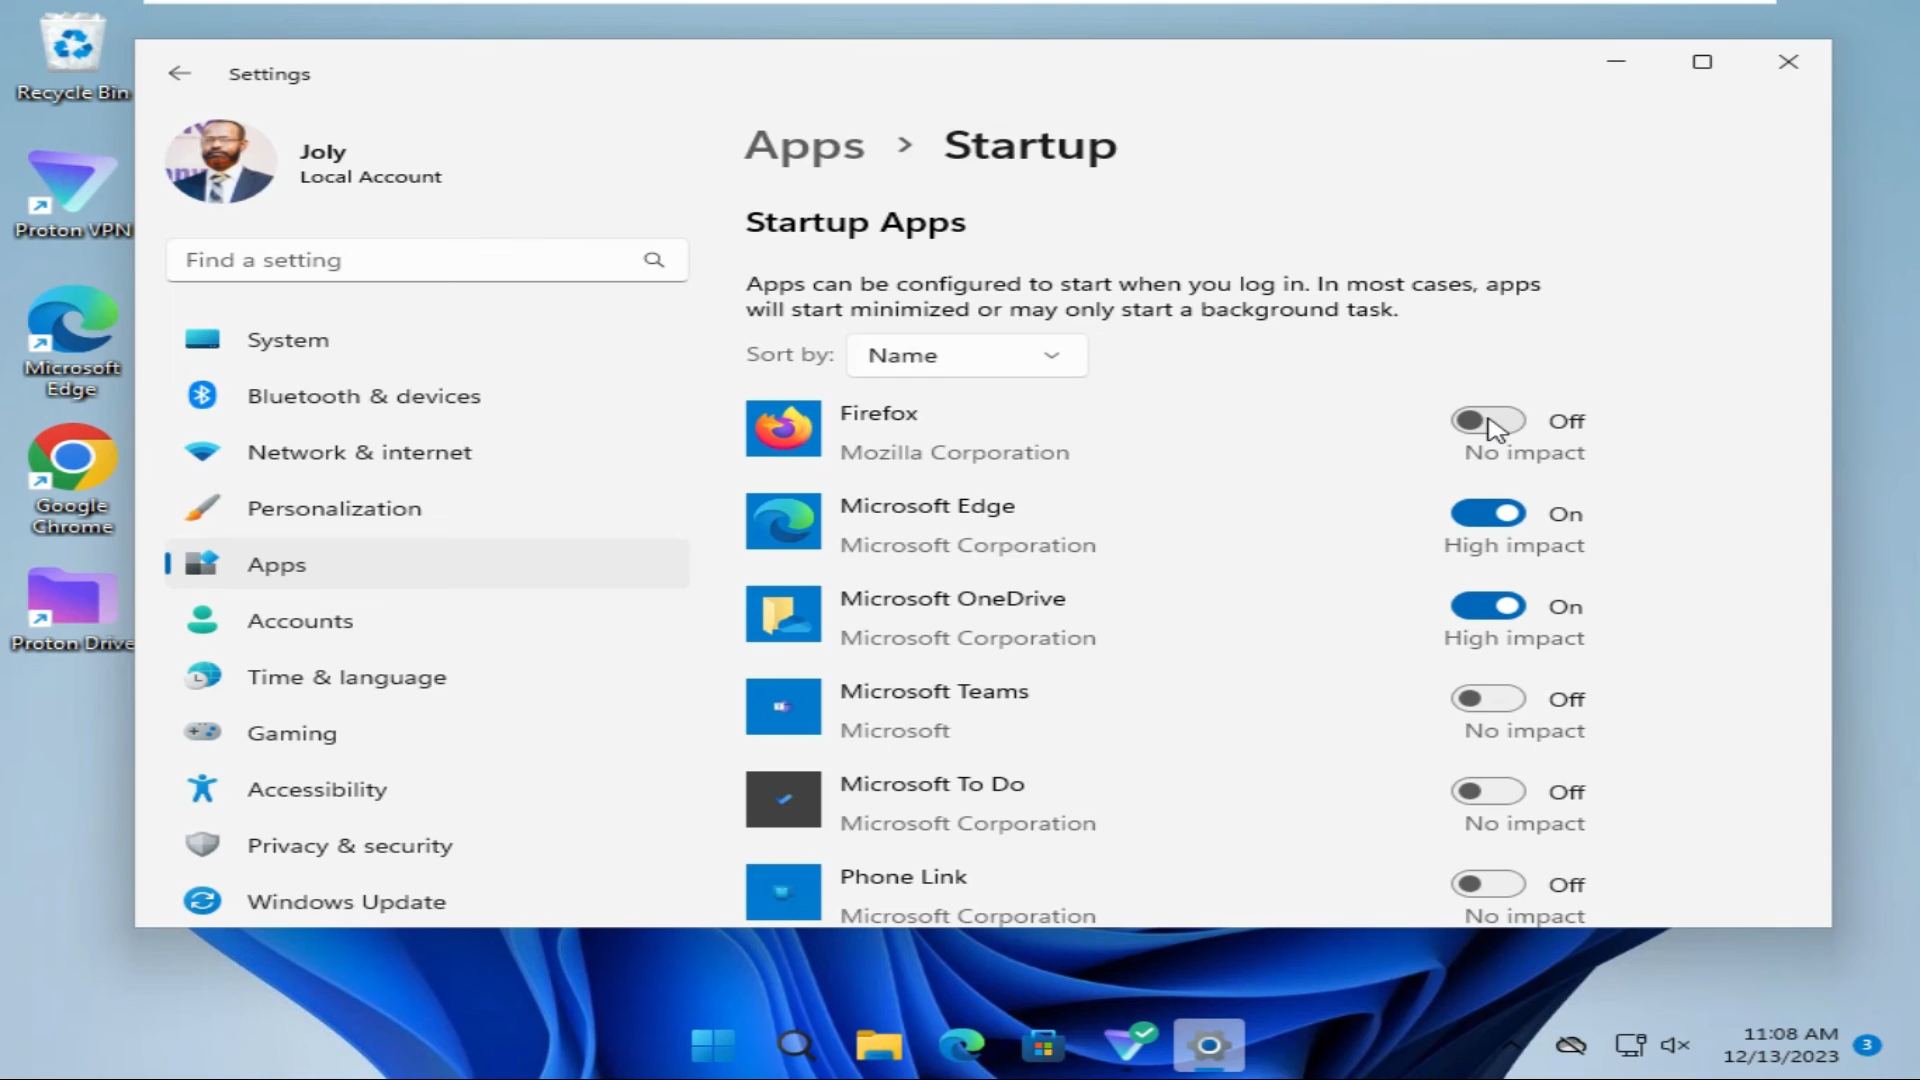 Recycle Bin
Proton VPN
Microsoft
Edge
Google
Chrome
Proton Drive
Settings
Joly
Local Account
Find a setting
System
Bluetooth & devices
Network & internet
Personalization
Apps
Accounts
Time & language
Gaming
Accessibility
Privacy & security
Windows Update
Apps > Startup
Startup Apps
Apps can be configured to start when you log in. In most cases, apps
will start minimized or may only start a background task.
Sort by: Name
Firefox
Mozilla Corporation
Off
No impact
Microsoft Edge
Microsoft Corporation
On
High impact
Microsoft OneDrive
Microsoft Corporation
On
High impact
Microsoft Teams
Microsoft
Off
No impact
Microsoft To Do
Microsoft Corporation
Off
No impact
Phone Link
Microsoft Corporation
Off
No impact
11:08 AM
12/13/2023
3